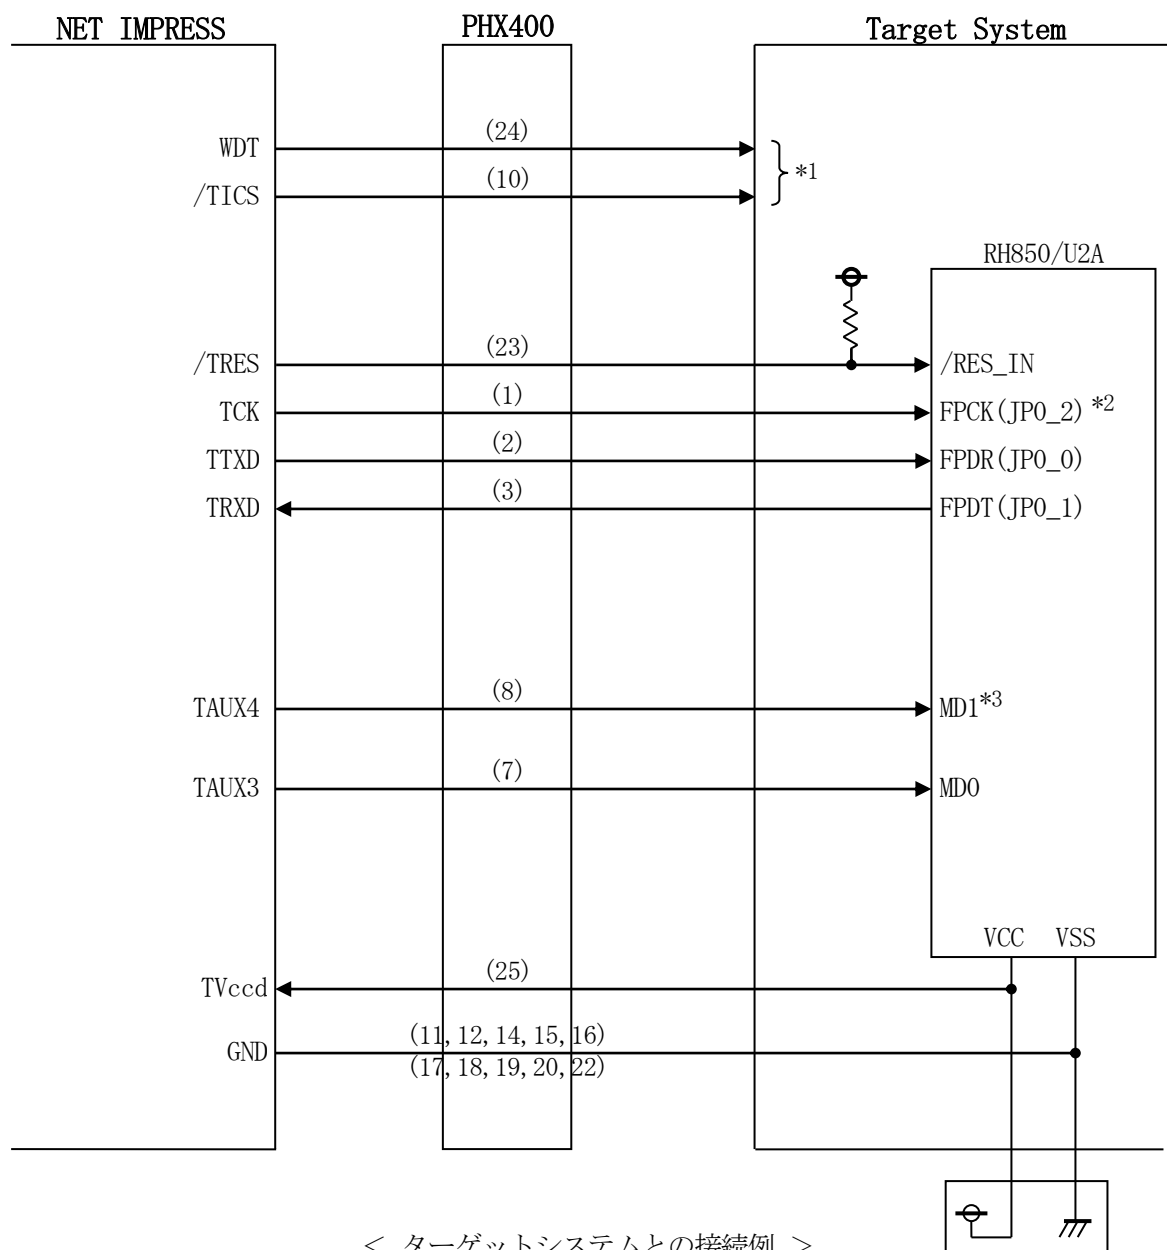 NET IMPRESS PHX400 Target System
WDT (24)
*1
/TICS (10)
RH850/U2A
/TRES (23) /RES_IN
TCK (1) FPCK(JP0_2) *2
TTXD (2) FPDR(JP0_0)
TRXD (3) FPDT(JP0_1)
TAUX4 (8) MD1*3
TAUX3 (7) MD0
VCC VSS
TVccd (25)
GND (11,12,14,15,16)
(17,18,19,20,22)
< ターゲットシステムとの接続例 >